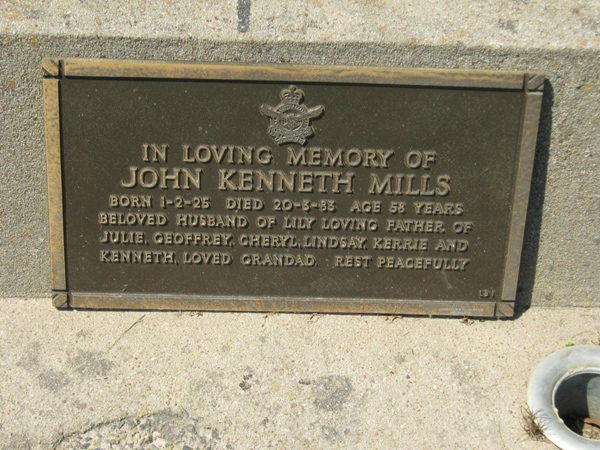 IN LOVING MEMORY OF
JOHN KENNETH MILLS
BORN 1-2-25 DIED 20-3-83 AGE 58 YEARS
BELOVED HUSBAND OF LILY LOVING FATHER OF
JULIE, GEOFFREY, CHERYL, LINDSAY, KERRIE AND
KENNETH, LOVED GRANDAD. REST PEACEFULLY